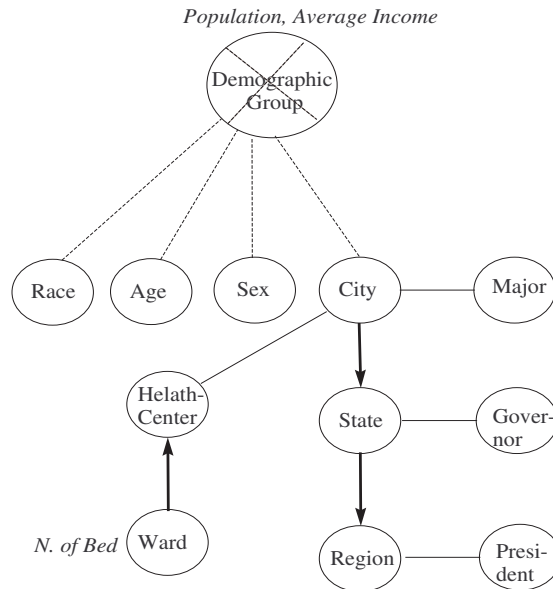 Population, Average Income
Demographic
Group
Race
Age
Sex
City
Major
Helath-
Center
State
Gover-
nor
N. of Bed
Ward
Region
Presi-
dent